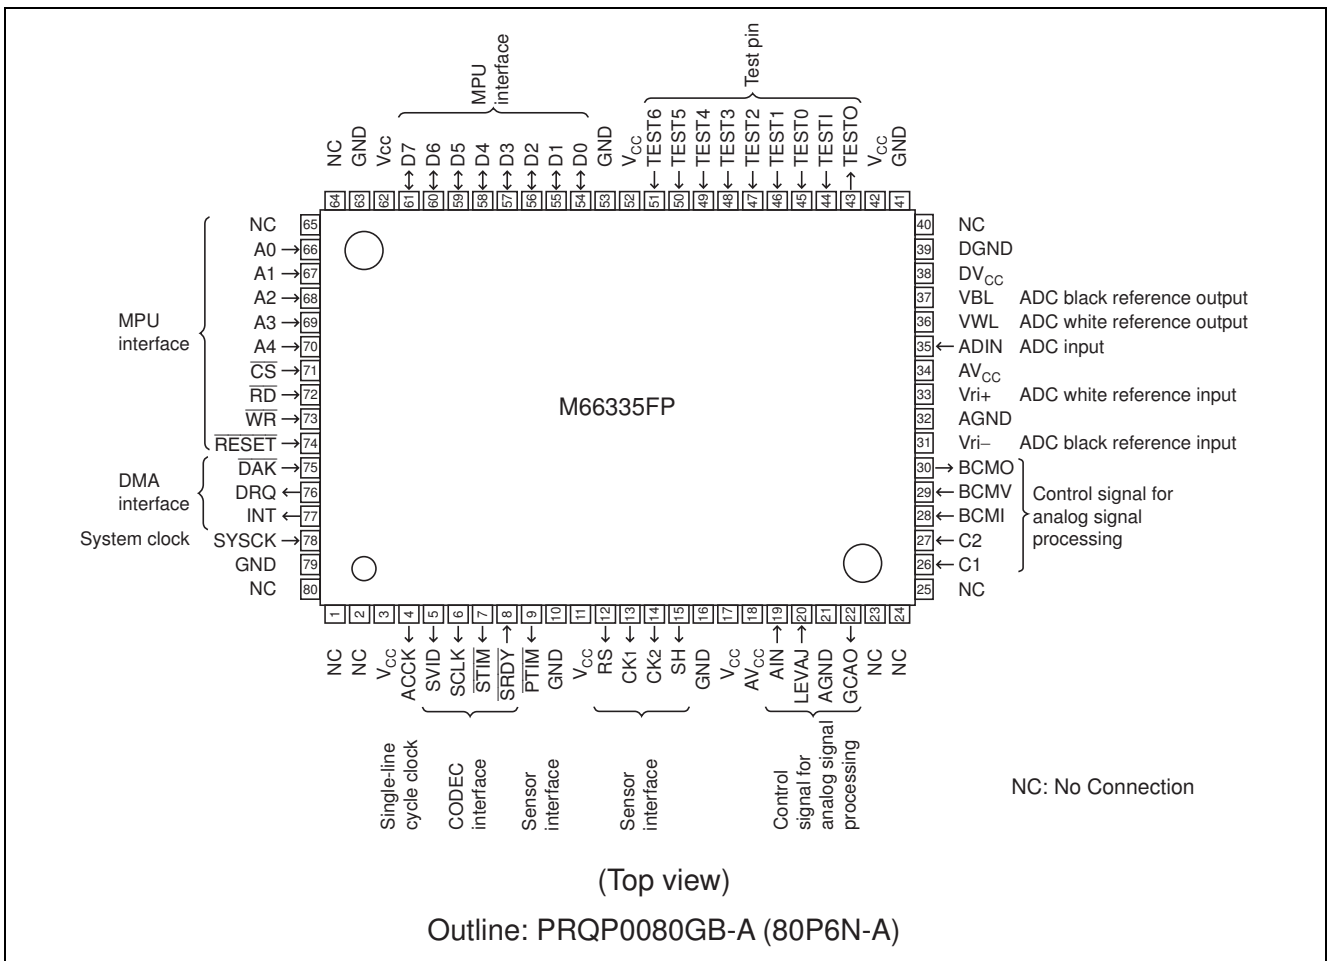 MPU
interface
Test pin
NC
GND
Vcc
D7
D6
D5
D4
D3
D2
D1
D0
GND
VCC
TEST6
TEST5
TEST4
TEST3
TEST2
TEST1
TEST0
TESTI
TESTO
VCC
GND
64 63 62 61 60 59 58 57 56 55 54 53 52 51 50 49 48 47 46 45 44 43 42 41
MPU
interface
NC 65
A0 66
A1 67
A2 68
A3 69
A4 70
CS 71
RD 72
WR 73
RESET 74
DMA
interface
DAK 75
DRQ 76
INT 77
System clock SYSCK 78
GND 79
NC 80
M66335FP
40 NC
39 DGND
38 DVCC
37 VBL ADC black reference output
36 VWL ADC white reference output
35 ADIN ADC input
34 AVCC
33 Vri+ ADC white reference input
32 AGND
31 Vri− ADC black reference input
30 BCMO
29 BCMV
28 BCMI
27 C2
26 C1
25 NC
Control signal for
analog signal
processing
1 2 3 4 5 6 7 8 9 10 11 12 13 14 15 16 17 18 19 20 21 22 23 24
NC
NC
VCC
ACCK
SVID
SCLK
STIM
SRDY
PTIM
GND
VCC
RS
CK1
CK2
SH
GND
VCC
AVCC
AIN
LEVAJ
AGND
GCAO
NC
NC
Single-line
cycle clock
CODEC
interface
Sensor
interface
Sensor
interface
Control
signal for
analog signal
processing
NC: No Connection
(Top view)
Outline: PRQP0080GB-A (80P6N-A)